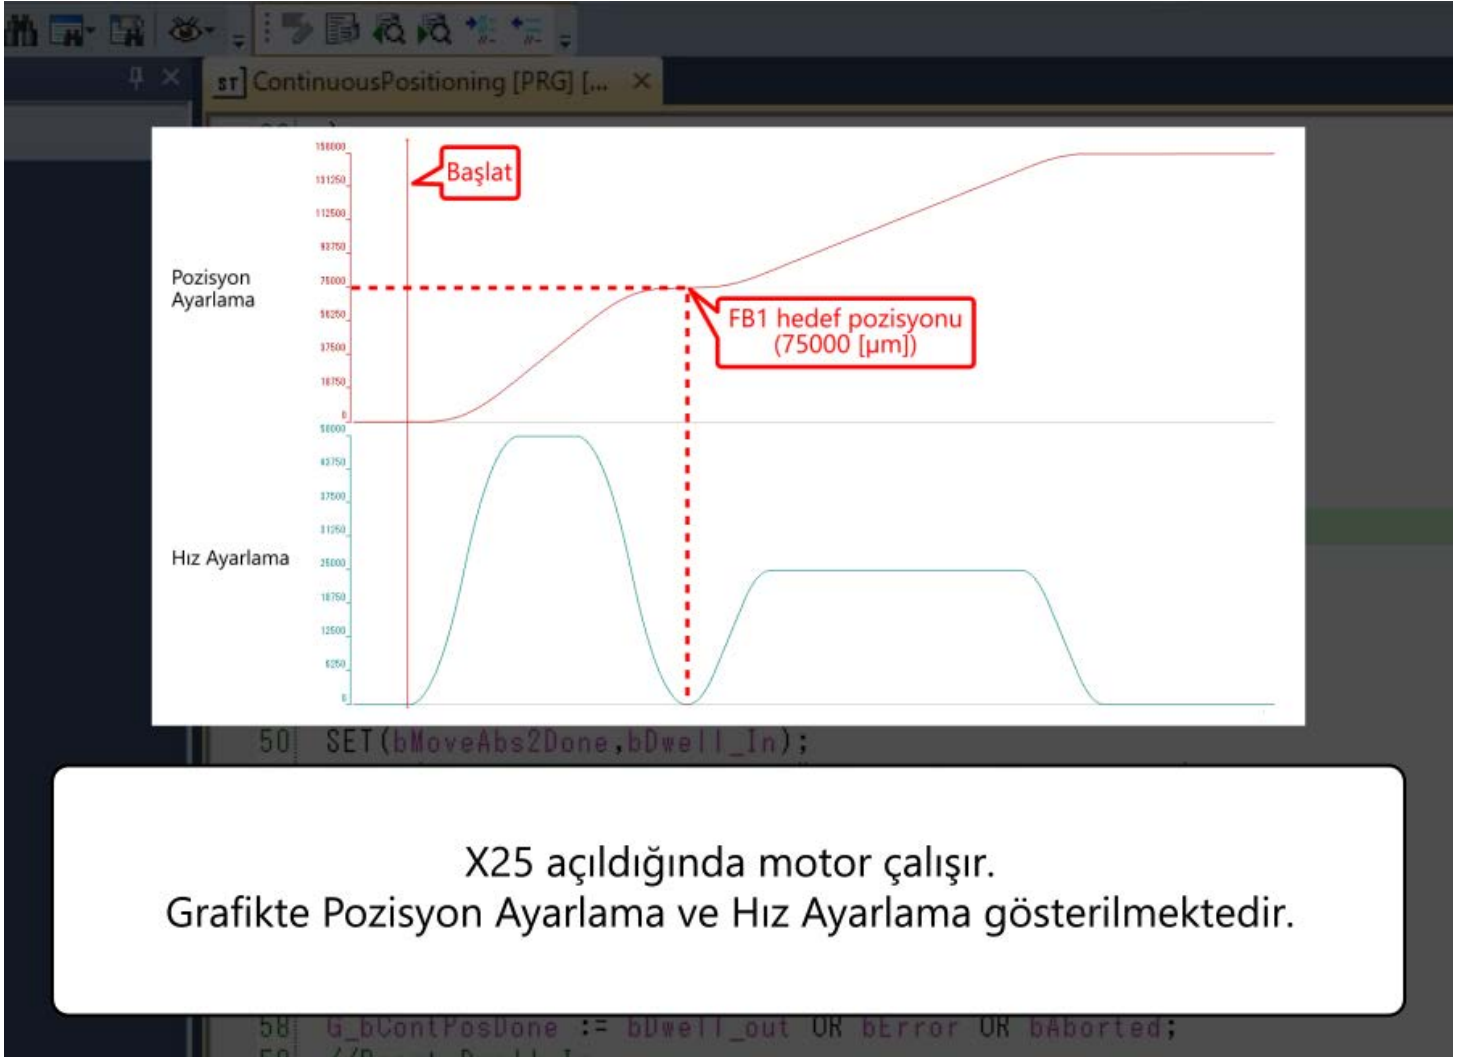 ST ContinuousPositioning [PRG] [...
150000
Başlat
131250
112500
93750
Pozisyon
Ayarlama
75000
56250
FB1 hedef pozisyonu
(75000 [µm])
37500
18750
0
50000
43750
37500
31250
Hız Ayarlama
25000
18750
12500
6250
0
50 SET(bMoveAbs2Done,bDwell_In);
X25 açıldığında motor çalışır.
Grafikte Pozisyon Ayarlama ve Hız Ayarlama gösterilmektedir.
58 G_bContPosDone := bDwell_out OR bError OR bAborted;